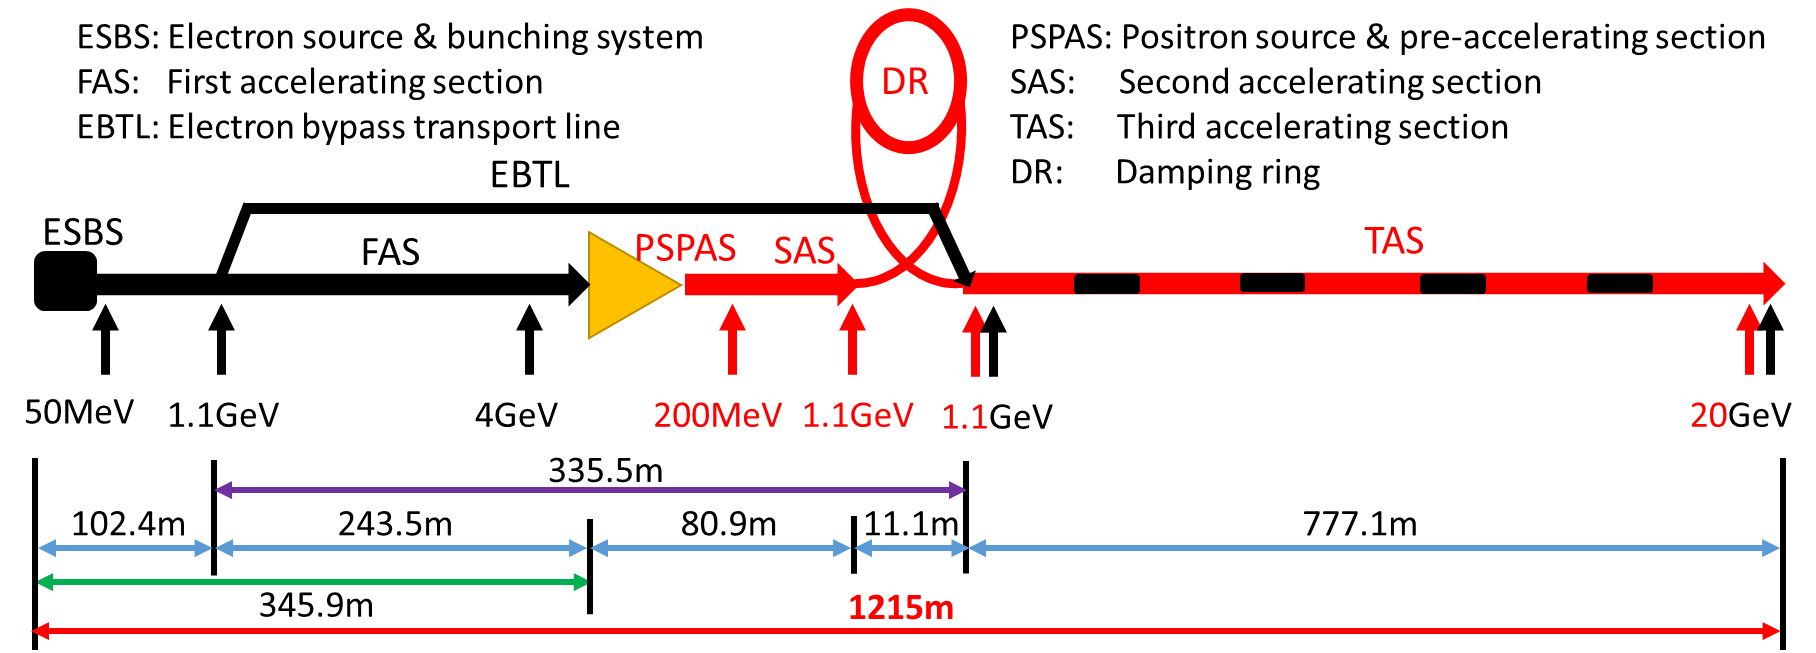 ESBS: Electron source & bunching system
FAS: First accelerating section
EBTL: Electron bypass transport line
PSPAS: Positron source & pre-accelerating section
SAS: Second accelerating section
TAS: Third accelerating section
DR: Damping ring
DR
EBTL
ESBS
FAS
PSPAS
SAS
TAS
50MeV
1.1GeV
4GeV
200MeV
1.1GeV
1.1GeV
20GeV
335.5m
102.4m
243.5m
80.9m
11.1m
777.1m
345.9m
1215m